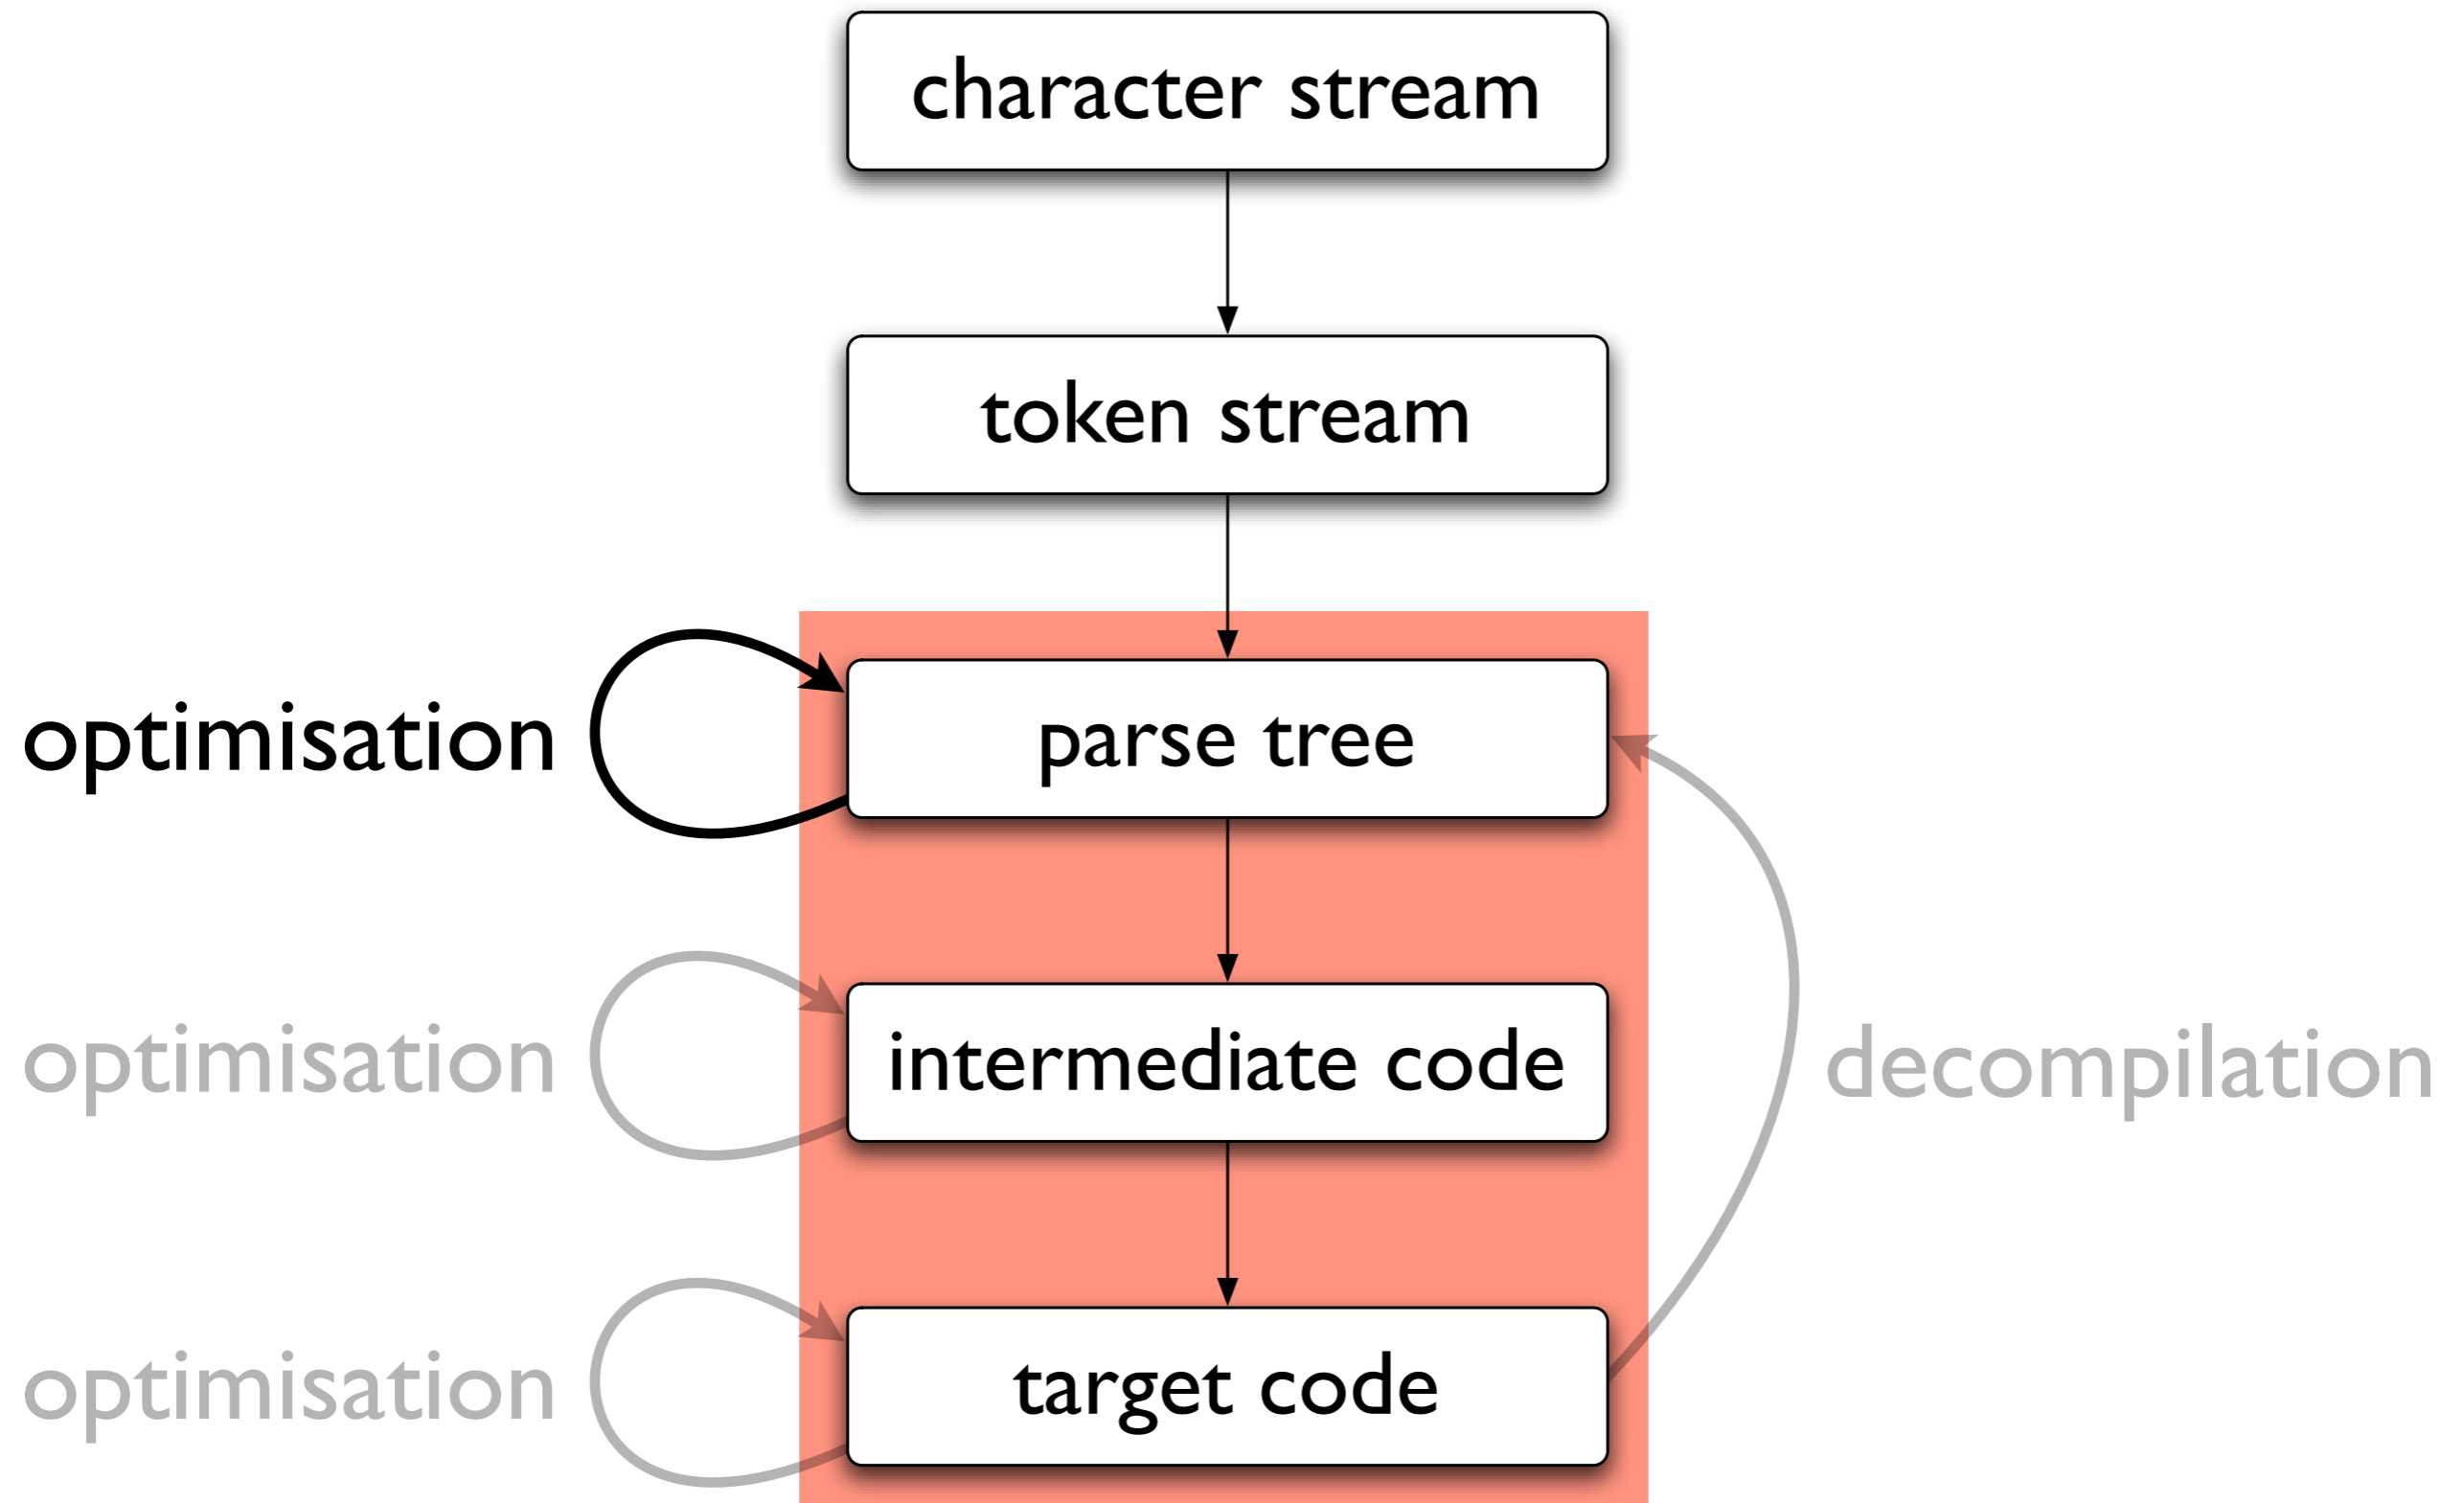 character stream
token stream
optimisation
parse tree
optimisation
intermediate code
decompilation
optimisation
target code